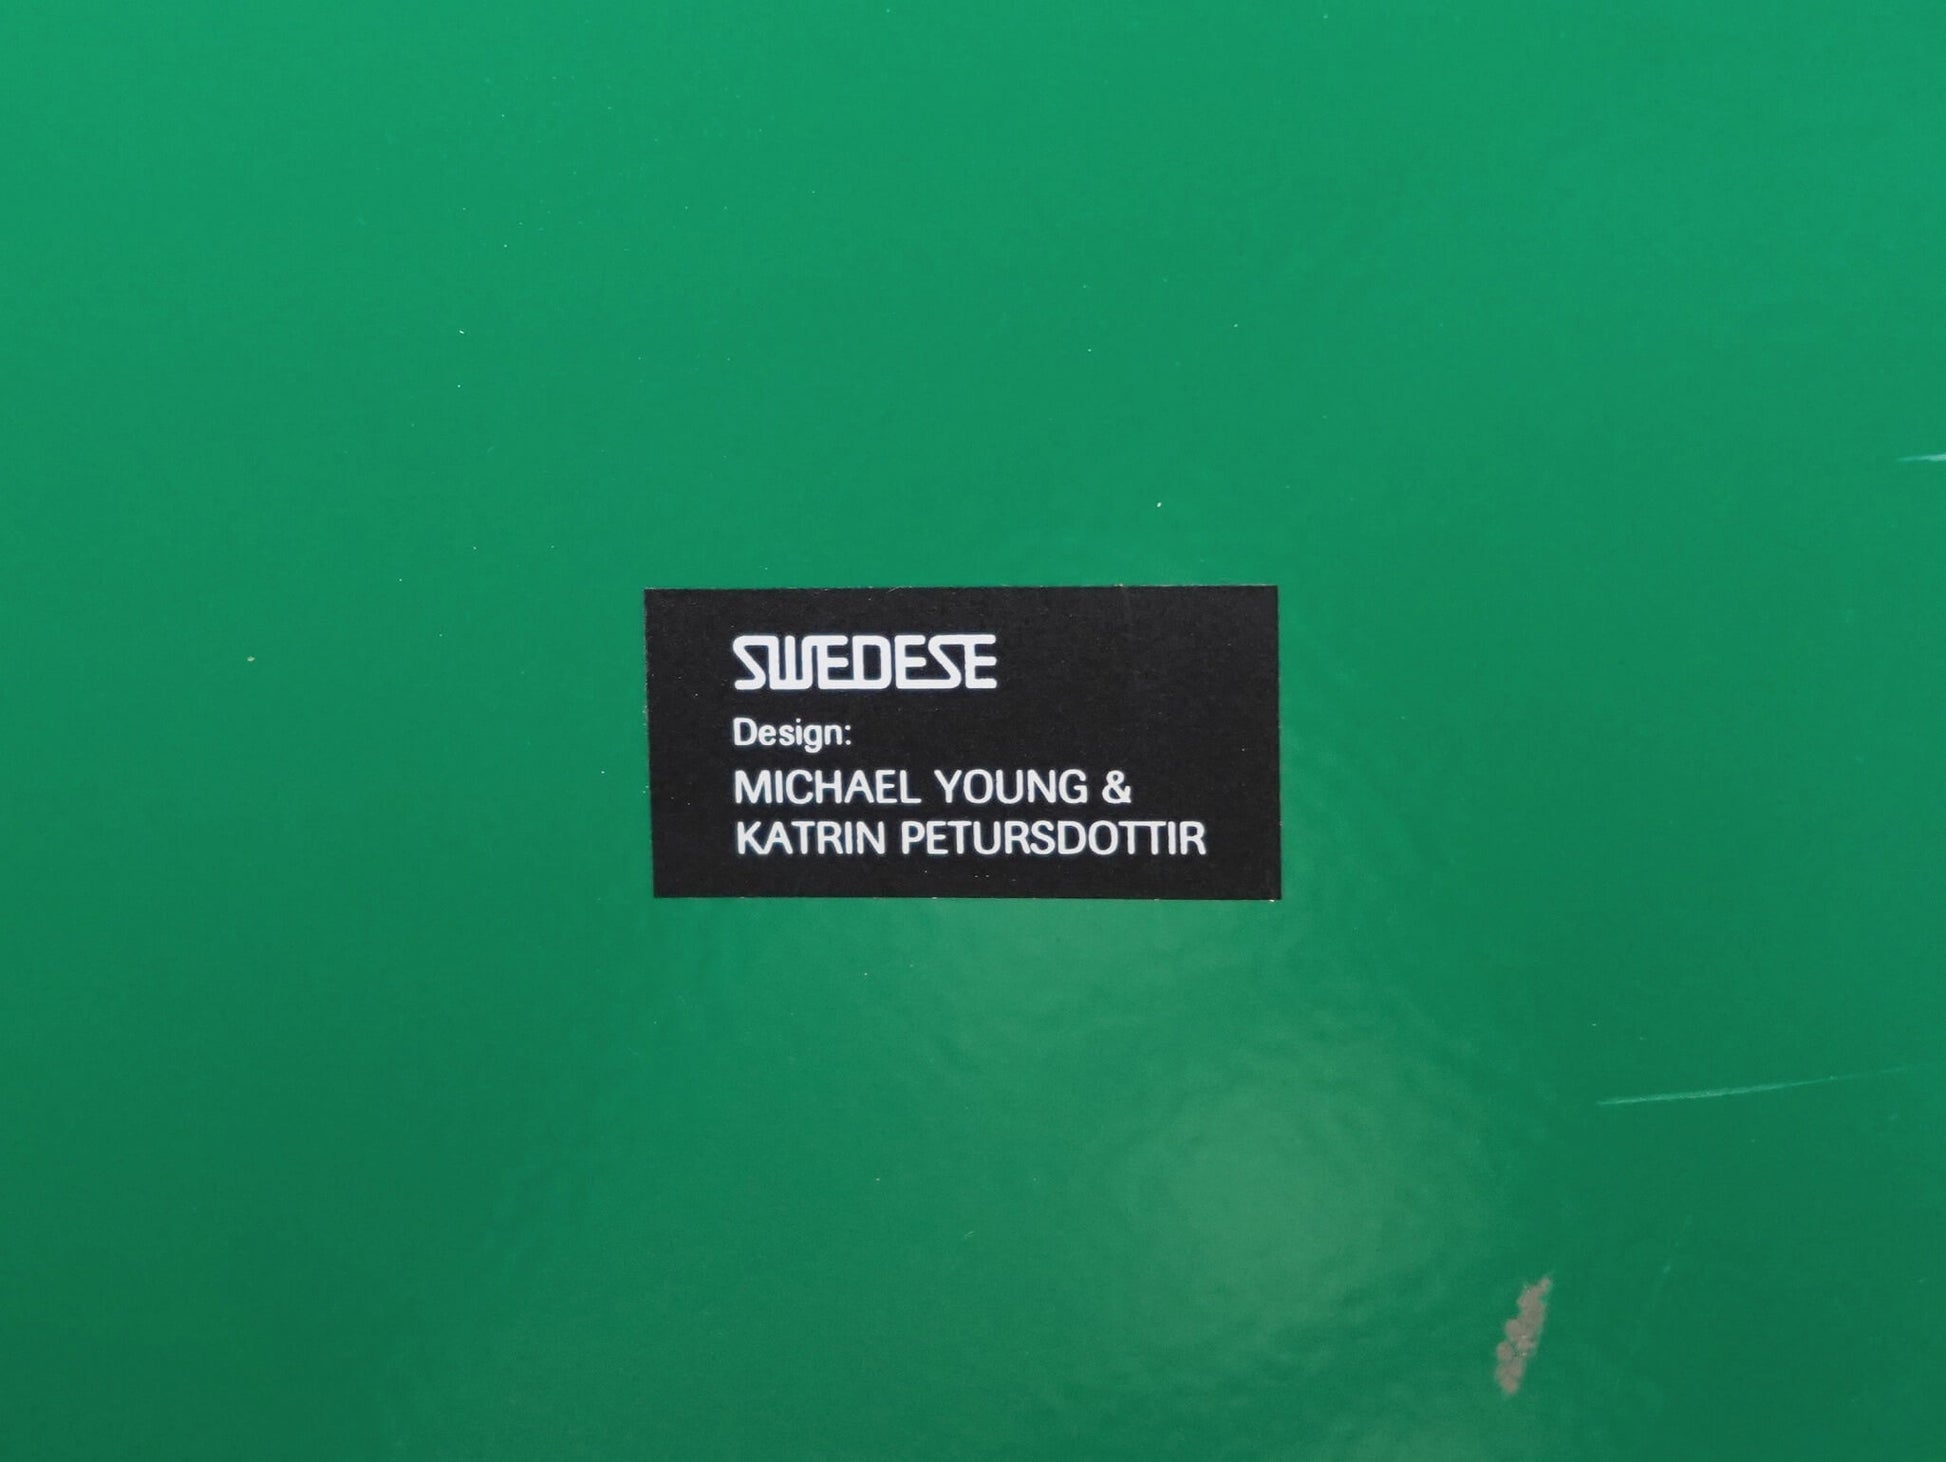 SWEDESE
Design:
MICHAEL YOUNG &
KATRIN PETURSDOTTIR